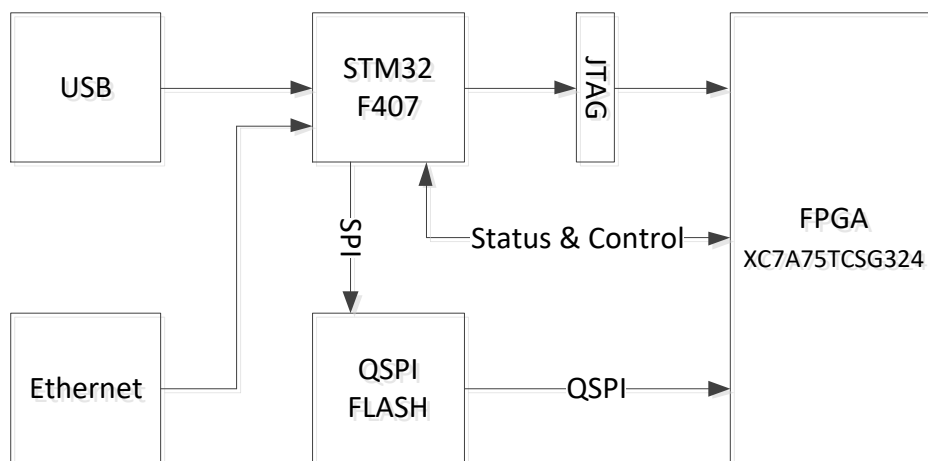 USB
STM32
F407
JTAG
SPI
Status & Control
FPGA
XC7A75TCSG324
Ethernet
QSPI
FLASH
QSPI